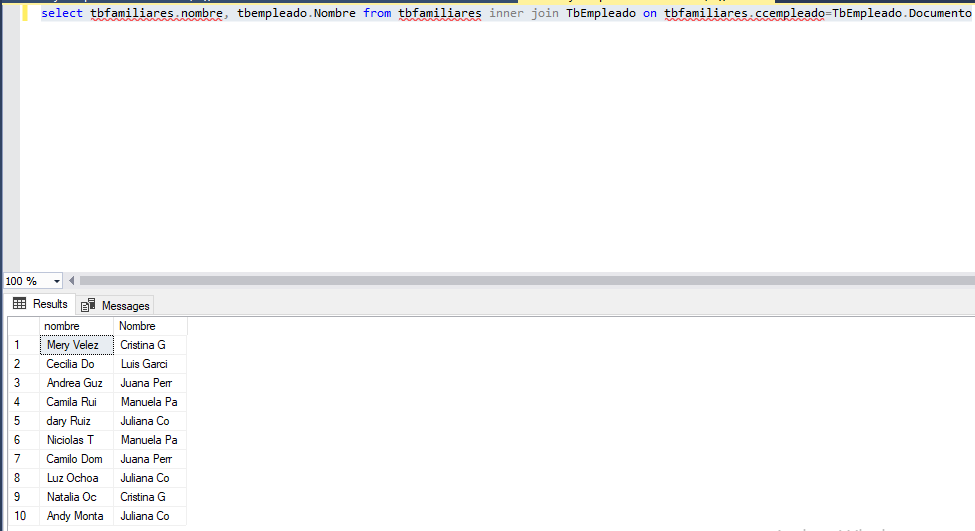 select tbfamiliares.nombre, tbempleado.Nombre from tbfamiliares inner join TbEmpleado on tbfamiliares.ccempleado=TbEmpleado.Documento
100 %
Results Messages
nombre Nombre
1 Mery Velez Cristina G
2 Cecilia Do Luis Garci
3 Andrea Guz Juana Perr
4 Camila Rui Manuela Pa
5 dary Ruiz Juliana Co
6 Niciolas T Manuela Pa
7 Camilo Dom Juana Perr
8 Luz Ochoa Juliana Co
9 Natalia Oc Cristina G
10 Andy Monta Juliana Co